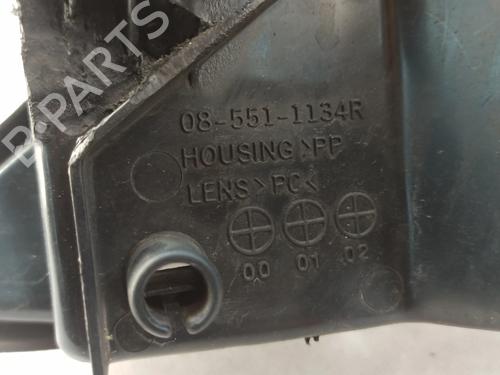 B-PARTS
08-551-1134R
HOUSING >PP
LENS >PC<
00 01 02